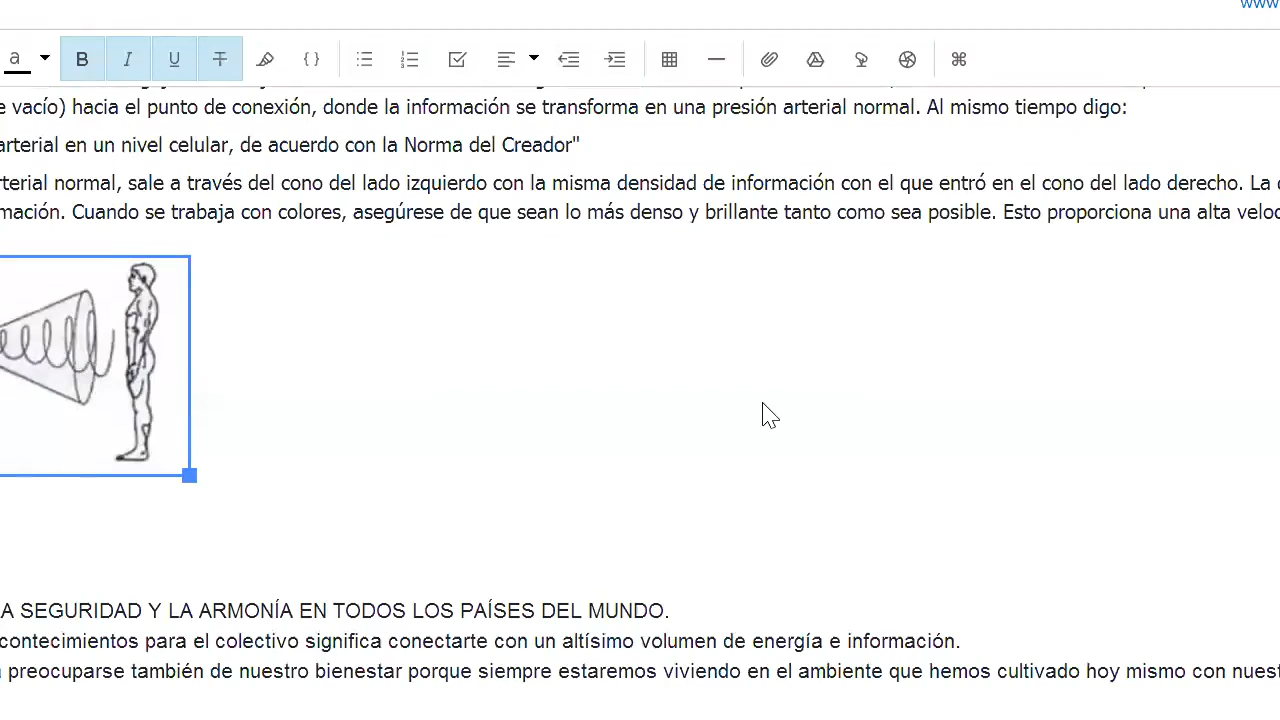 www
a B I U T { }
e vacío) hacia el punto de conexión, donde la información se transforma en una presión arterial normal. Al mismo tiempo digo:
arterial en un nivel celular, de acuerdo con la Norma del Creador"
rterial normal, sale a través del cono del lado izquierdo con la misma densidad de información con el que entró en el cono del lado derecho. La
mación. Cuando se trabaja con colores, asegúrese de que sean lo más denso y brillante tanto como sea posible. Esto proporciona una alta veloc
A SEGURIDAD Y LA ARMONÍA EN TODOS LOS PAÍSES DEL MUNDO.
contecimientos para el colectivo significa conectarte con un altísimo volumen de energía e información.
preocuparse también de nuestro bienestar porque siempre estaremos viviendo en el ambiente que hemos cultivado hoy mismo con nuest